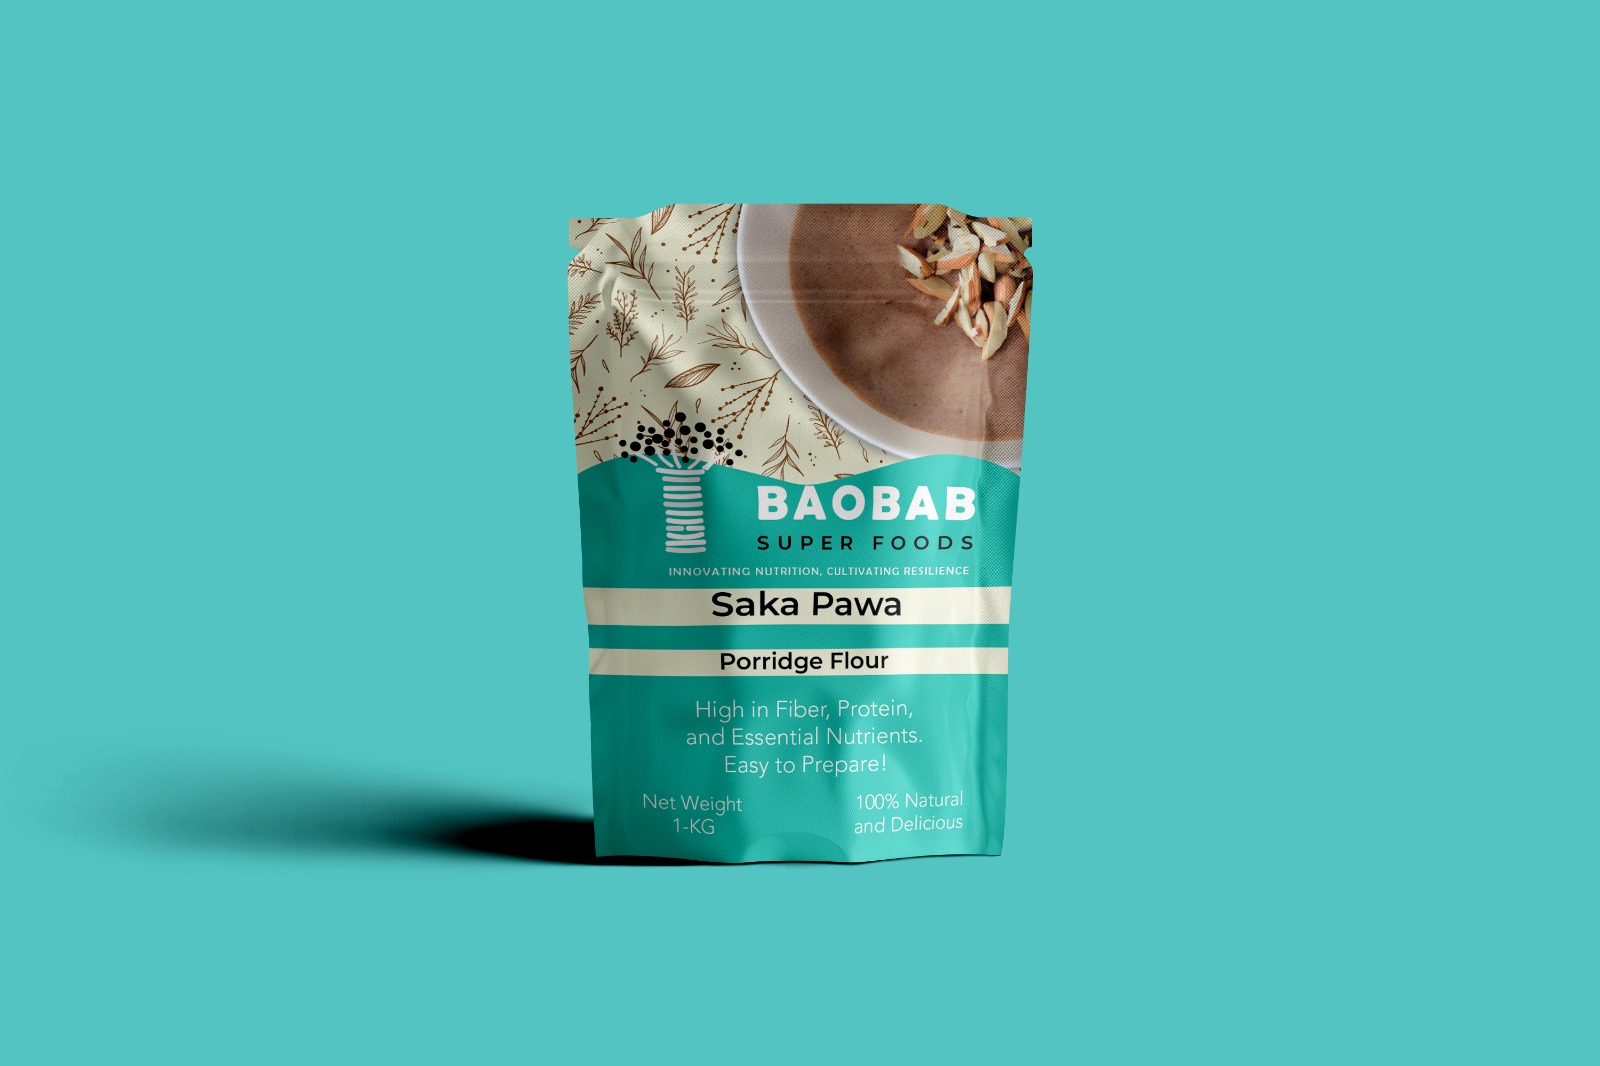 BAOBAB
SUPER FOODS
INNOVATING NUTRITION, CULTIVATING RESILIENCE
Saka Pawa
Porridge Flour
High in Fiber, Protein,
and Essential Nutrients.
Easy to Prepare!
Net Weight
1-KG
100% Natural
and Delicious